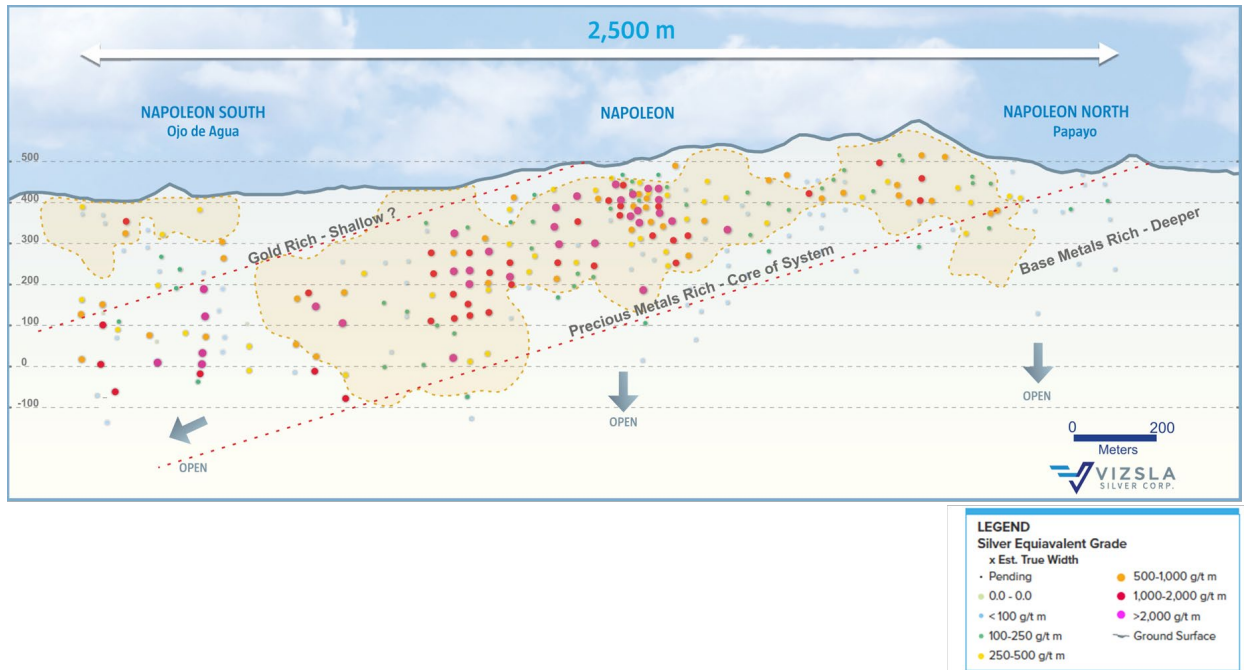 2,500 m
NAPOLEON SOUTH
Ojo de Agua
NAPOLEON
NAPOLEON NORTH
Papayo
500
400
300
200
100
0
-100
Gold Rich - Shallow ?
Precious Metals Rich - Core of System
Base Metals Rich - Deeper
OPEN
OPEN
OPEN
0 200
Meters
VIZSLA
SILVER CORP.
LEGEND
Silver Equiavalent Grade
x Est. True Width
Pending
0.0 - 0.0
< 100 g/t m
100-250 g/t m
250-500 g/t m
500-1,000 g/t m
1,000-2,000 g/t m
>2,000 g/t m
Ground Surface